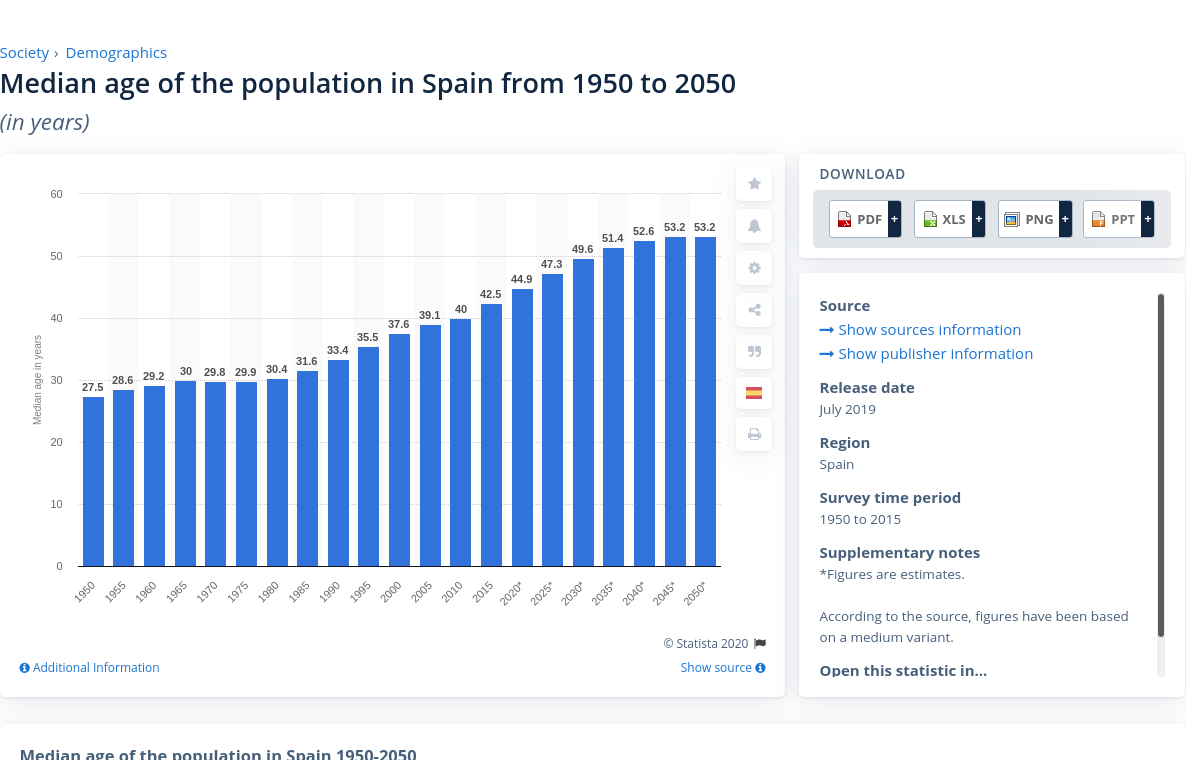 Society › Demographics
Median age of the population in Spain from 1950 to 2050
(in years)
60
50
40
30
20
10
0
Median age in years
27.5
28.6
29.2
30
29.8
29.9
30.4
31.6
33.4
35.5
37.6
39.1
40
42.5
44.9
47.3
49.6
51.4
52.6
53.2
53.2
1950
1955
1960
1965
1970
1975
1980
1985
1990
1995
2000
2005
2010
2015
2020*
2025*
2030*
2035*
2040*
2045*
2050*
© Statista 2020
Additional Information
Show source
DOWNLOAD
PDF +
XLS +
PNG +
PPT +
Source
Show sources information
Show publisher information
Release date
July 2019
Region
Spain
Survey time period
1950 to 2015
Supplementary notes
*Figures are estimates.
According to the source, figures have been based
on a medium variant.
Open this statistic in...
Median age of the population in Spain 1950-2050